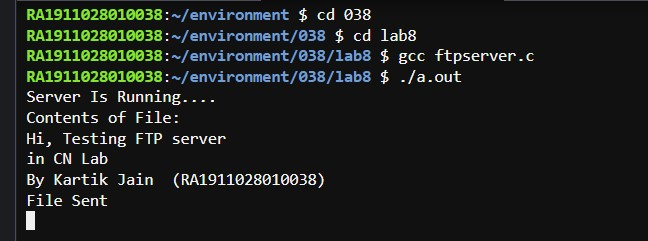 RA1911028010038:~/environment $ cd 038
RA1911028010038:~/environment/038 $ cd lab8
RA1911028010038:~/environment/038/lab8 $ gcc ftpserver.c
RA1911028010038:~/environment/038/lab8 $ ./a.out
Server Is Running....
Contents of File:
Hi, Testing FTP server
in CN Lab
By Kartik Jain  (RA1911028010038)
File Sent